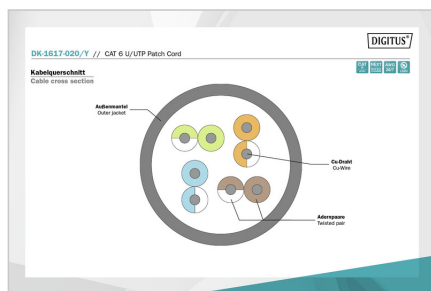 DIGITUS®
DK-1617-020/Y // CAT 6 U/UTP Patch Cord
Kabelquerschnitt
Cable cross section
Außenmantel
Outer jacket
Cu-Draht
Cu-Wire
Adernpaare
Twisted pair